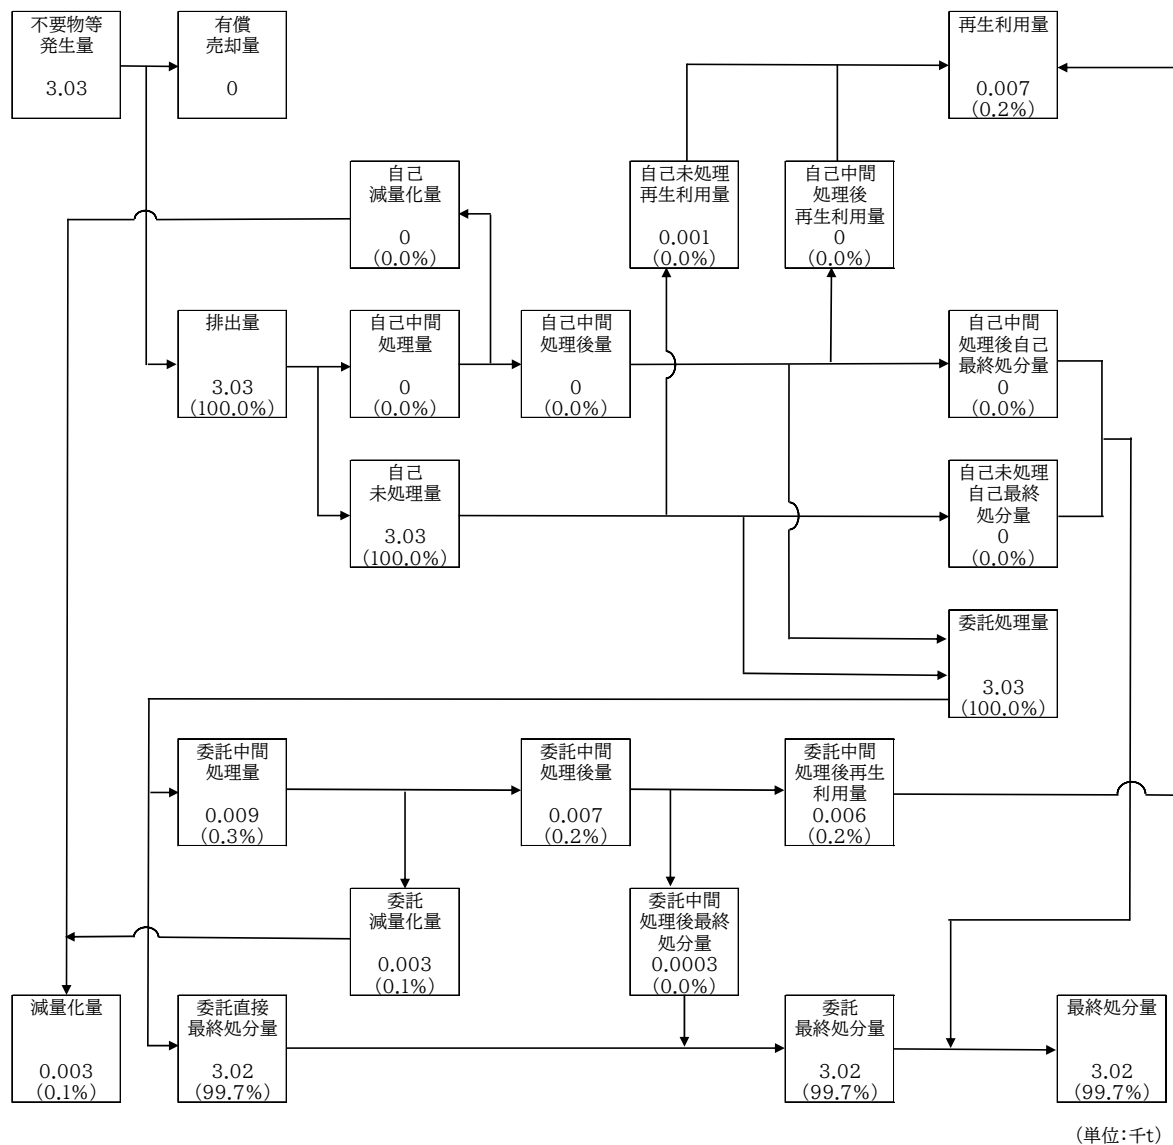 不要物等
発生量
3.03
有償
売却量
0
再生利用量
0.007
(0.2%)
自己
減量化量
0
(0.0%)
自己未処理
再生利用量
0.001
(0.0%)
自己中間
処理後
再生利用量
0
(0.0%)
排出量
3.03
(100.0%)
自己中間
処理量
0
(0.0%)
自己中間
処理後量
0
(0.0%)
自己中間
処理後自己
最終処分量
0
(0.0%)
自己
未処理量
3.03
(100.0%)
自己未処理
自己最終
処分量
0
(0.0%)
委託処理量
3.03
(100.0%)
委託中間
処理量
0.009
(0.3%)
委託中間
処理後量
0.007
(0.2%)
委託中間
処理後再生
利用量
0.006
(0.2%)
委託
減量化量
0.003
(0.1%)
委託中間
処理後最終
処分量
0.0003
(0.0%)
減量化量
0.003
(0.1%)
委託直接
最終処分量
3.02
(99.7%)
委託
最終処分量
3.02
(99.7%)
最終処分量
3.02
(99.7%)
(単位:千t)